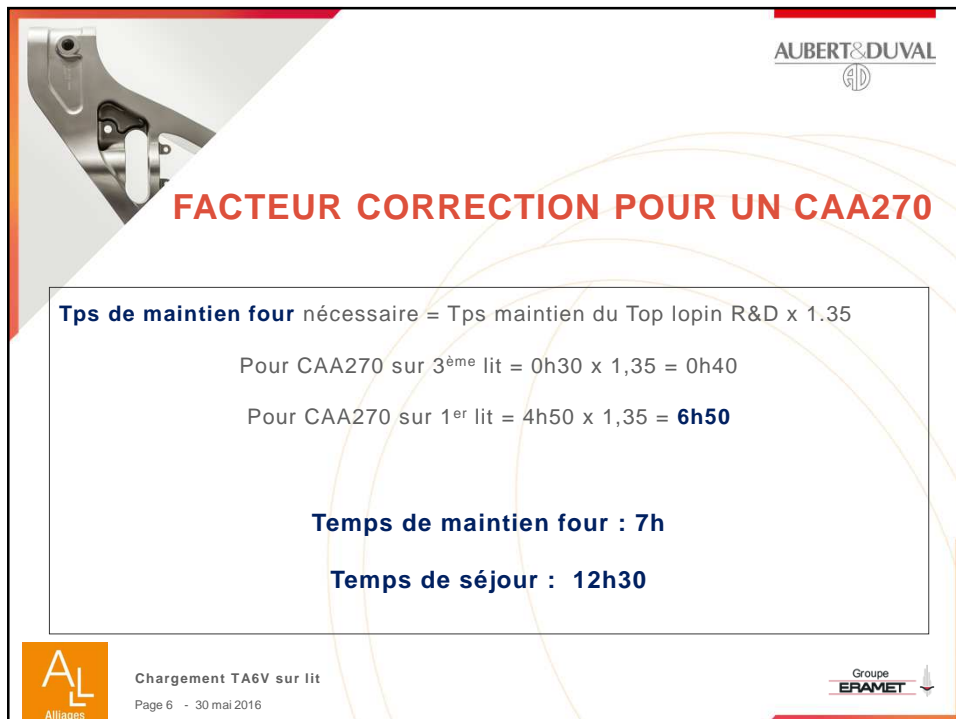 AUBERT&DUVAL
AD
FACTEUR CORRECTION POUR UN CAA270
Tps de maintien four nécessaire = Tps maintien du Top lopin R&D x 1.35
Pour CAA270 sur 3ème lit = 0h30 x 1,35 = 0h40
Pour CAA270 sur 1er lit = 4h50 x 1,35 = 6h50
Temps de maintien four : 7h
Temps de séjour : 12h30
ALL
Alliages
Chargement TA6V sur lit
Page 6 - 30 mai 2016
Groupe
ERAMET